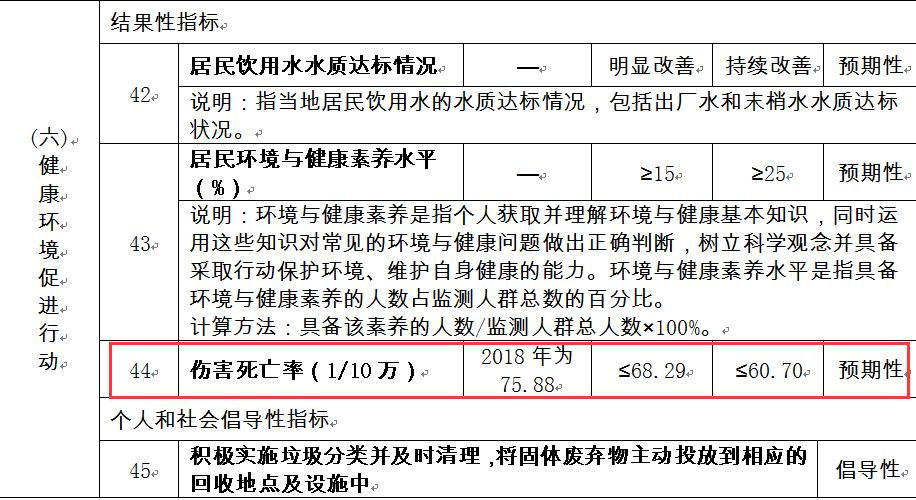 (六)
健
康
环
境
促
进
行
动
结果性指标
42
居民饮用水水质达标情况
—
明显改善
持续改善
预期性
说明：指当地居民饮用水的水质达标情况，包括出厂水和末梢水水质达标
状况。
43
居民环境与健康素养水平
（%）
—
≥15
≥25
预期性
说明：环境与健康素养是指个人获取并理解环境与健康基本知识，同时运
用这些知识对常见的环境与健康问题做出正确判断，树立科学观念并具备
采取行动保护环境、维护自身健康的能力。环境与健康素养水平是指具备
环境与健康素养的人数占监测人群总数的百分比。
计算方法：具备该素养的人数/监测人群总人数×100%。
44
伤害死亡率（1/10万）
2018年为
75.88
≤68.29
≤60.70
预期性
个人和社会倡导性指标
45
积极实施垃圾分类并及时清理,将固体废弃物主动投放到相应的
回收地点及设施中
倡导性